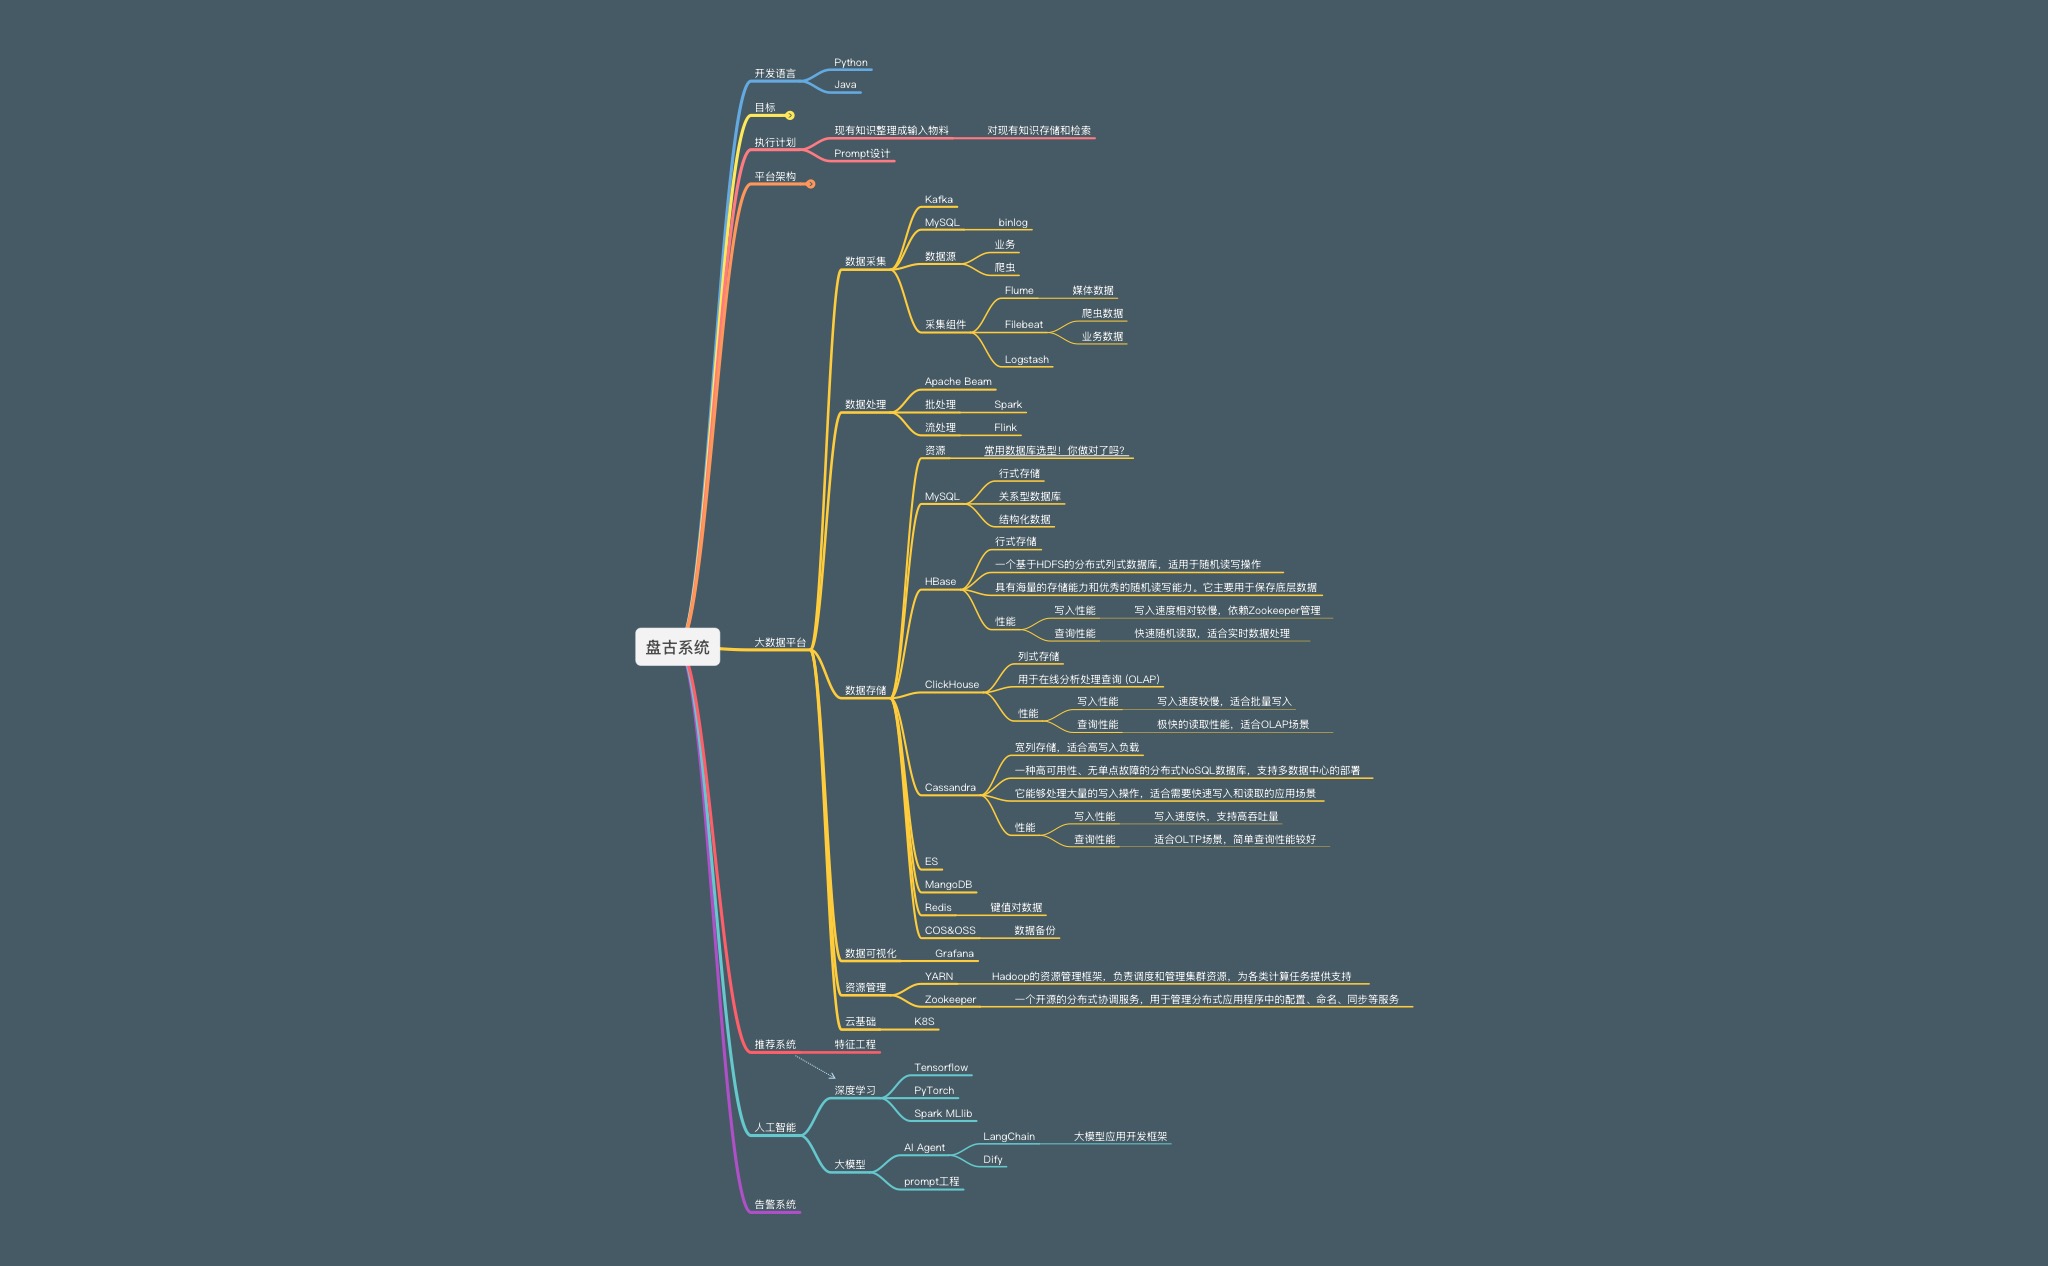 盘古系统
开发语言
Python
Java
目标
执行计划
现有知识整理成输入物料
对现有知识存储和检索
Prompt设计
平台架构
大数据平台
数据采集
Kafka
MySQL
binlog
数据源
业务
爬虫
采集组件
Flume
媒体数据
Filebeat
爬虫数据
业务数据
Logstash
数据处理
Apache Beam
批处理
Spark
流处理
Flink
数据存储
资源
常用数据库选型！你做对了吗？
MySQL
行式存储
关系型数据库
结构化数据
HBase
行式存储
一个基于HDFS的分布式列式数据库，适用于随机读写操作
具有海量的存储能力和优秀的随机读写能力。它主要用于保存底层数据
性能
写入性能
写入速度相对较慢，依赖Zookeeper管理
查询性能
快速随机读取，适合实时数据处理
ClickHouse
列式存储
用于在线分析处理查询 (OLAP)
性能
写入性能
写入速度较慢，适合批量写入
查询性能
极快的读取性能，适合OLAP场景
Cassandra
宽列存储，适合高写入负载
一种高可用性、无单点故障的分布式NoSQL数据库，支持多数据中心的部署
它能够处理大量的写入操作，适合需要快速写入和读取的应用场景
性能
写入性能
写入速度快，支持高吞吐量
查询性能
适合OLTP场景，简单查询性能较好
ES
MangoDB
Redis
键值对数据
COS&OSS
数据备份
数据可视化
Grafana
资源管理
YARN
Hadoop的资源管理框架，负责调度和管理集群资源，为各类计算任务提供支持
Zookeeper
一个开源的分布式协调服务，用于管理分布式应用程序中的配置、命名、同步等服务
云基础
K8S
推荐系统
特征工程
人工智能
深度学习
Tensorflow
PyTorch
Spark MLlib
大模型
AI Agent
LangChain
大模型应用开发框架
Dify
prompt工程
告警系统